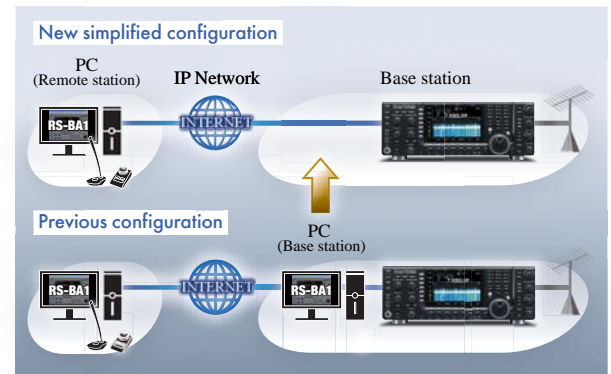 New simplified configuration
PC
(Remote station)
IP Network
Base station
RS-BA1
INTERNET
Previous configuration
PC
(Base station)
RS-BA1
INTERNET
RS-BA1